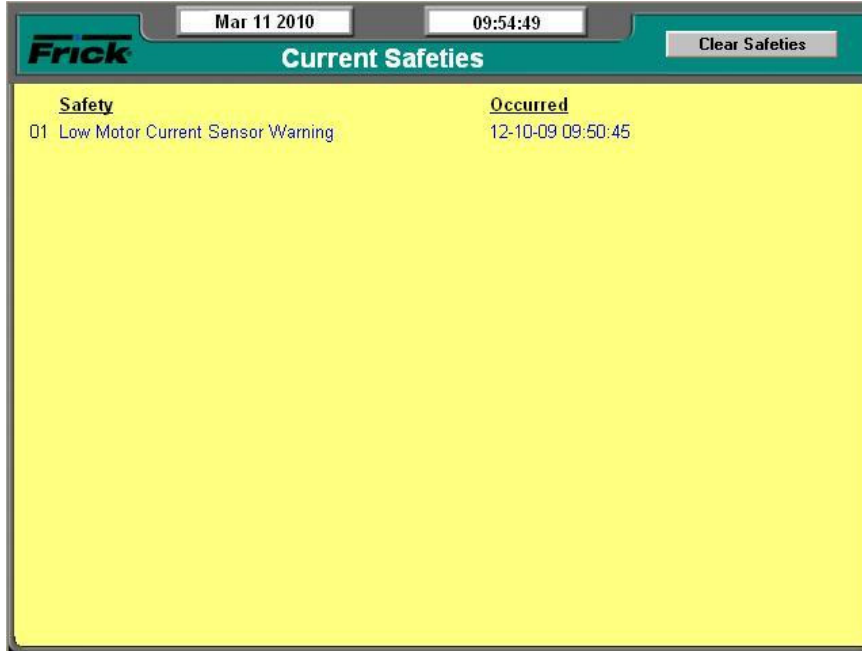 Mar 11 2010 09:54:49
Frick Current Safeties Clear Safeties
Safety Occurred
01 Low Motor Current Sensor Warning 12-10-09 09:50:45